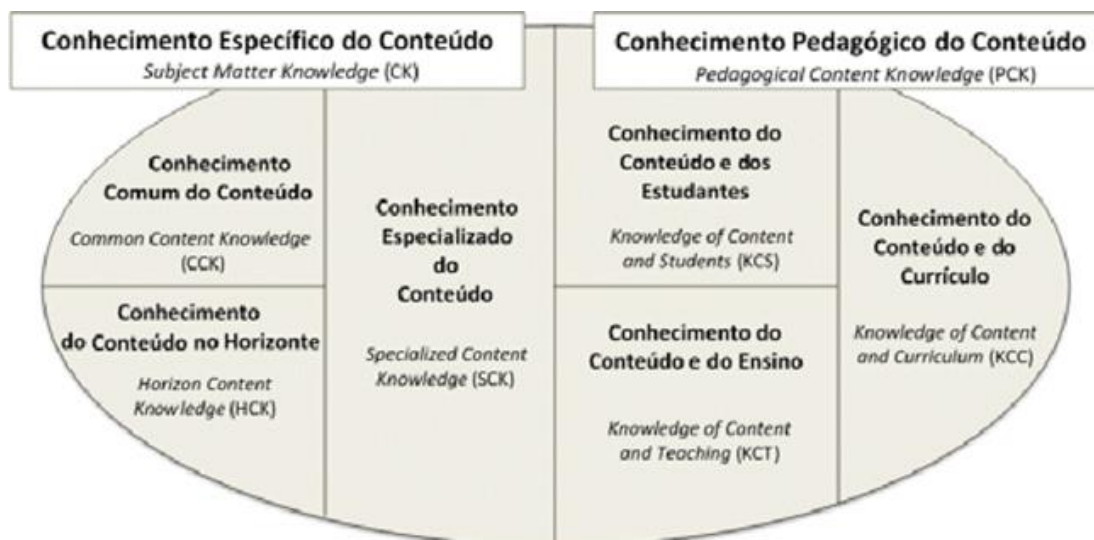 Conhecimento Específico do Conteúdo
Subject Matter Knowledge (CK)
Conhecimento Pedagógico do Conteúdo
Pedagogical Content Knowledge (PCK)
Conhecimento
Comum do Conteúdo
Common Content Knowledge
(CCK)
Conhecimento
do Conteúdo no Horizonte
Horizon Content
Knowledge (HCK)
Conhecimento
Especializado
do
Conteúdo
Specialized Content
Knowledge (SCK)
Conhecimento do
Conteúdo e dos
Estudantes
Knowledge of Content
and Students (KCS)
Conhecimento do
Conteúdo e do Ensino
Knowledge of Content
and Teaching (KCT)
Conhecimento do
Conteúdo e do
Currículo
Knowledge of Content
and Curriculum (KCC)